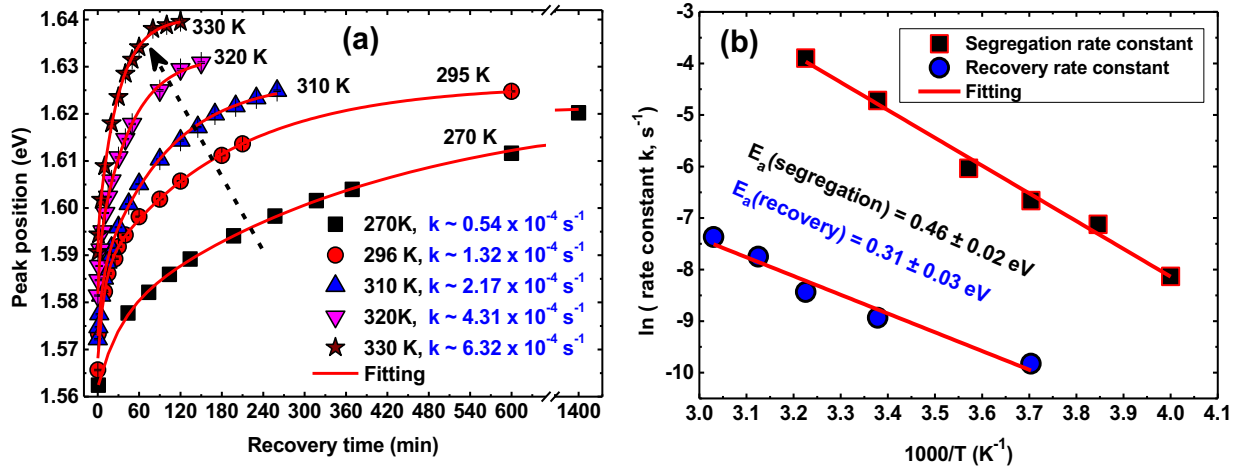 (a)
330 K
320 K
310 K
295 K
270 K
270K, k ~ 0.54 x 10⁻⁴ s⁻¹
296 K, k ~ 1.32 x 10⁻⁴ s⁻¹
310 K, k ~ 2.17 x 10⁻⁴ s⁻¹
320K, k ~ 4.31 x 10⁻⁴ s⁻¹
330 K, k ~ 6.32 x 10⁻⁴ s⁻¹
Fitting
Peak position (eV)
1.64
1.63
1.62
1.61
1.60
1.59
1.58
1.57
1.56
0 60 120 180 240 300 360 420 480 540 600 1400
Recovery time (min)
(b)
Segregation rate constant
Recovery rate constant
Fitting
Eₐ(segregation) = 0.46 ± 0.02 eV
Eₐ(recovery) = 0.31 ± 0.03 eV
ln ( rate constant k, s⁻¹)
-3
-4
-5
-6
-7
-8
-9
-10
3.0 3.1 3.2 3.3 3.4 3.5 3.6 3.7 3.8 3.9 4.0 4.1
1000/T (K⁻¹)